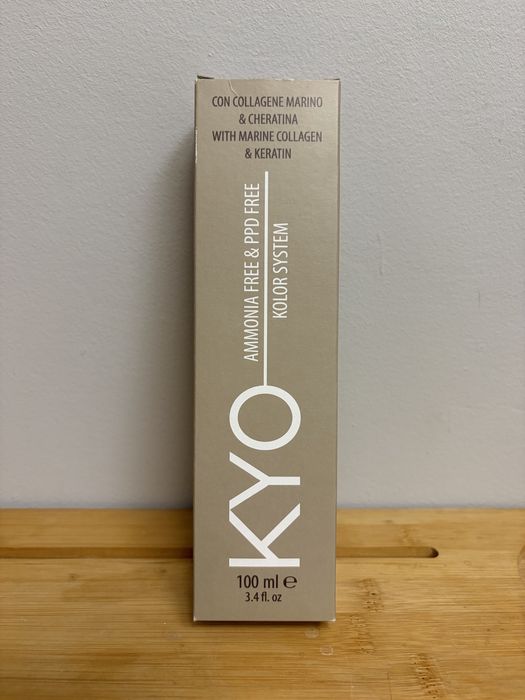 CON COLLAGENE MARINO
& CHERATINA
WITH MARINE COLLAGEN
& KERATIN
AMMONIA FREE & PPD FREE
KOLOR SYSTEM
KYO
100 ml ℮
3.4 fl. oz